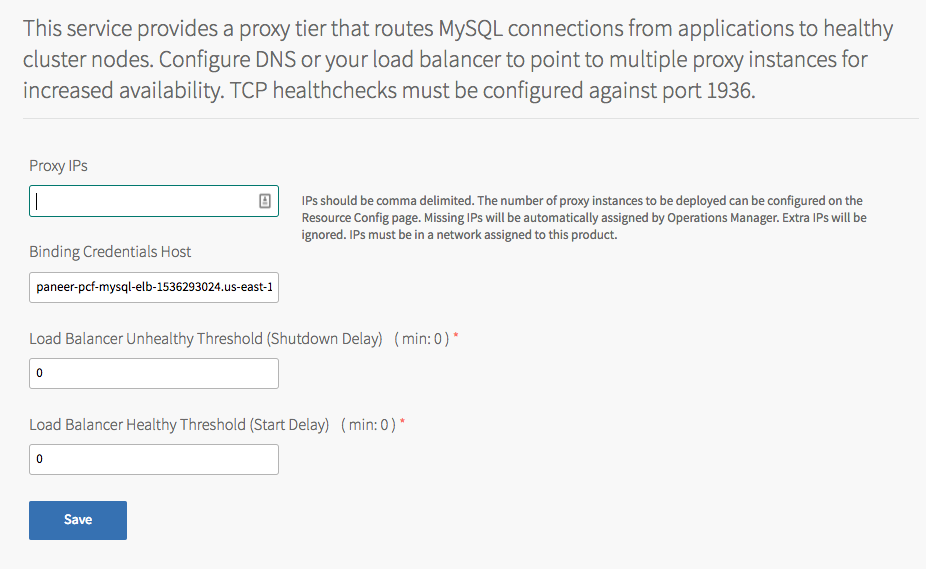 This service provides a proxy tier that routes MySQL connections from applications to healthy
cluster nodes. Configure DNS or your load balancer to point to multiple proxy instances for
increased availability. TCP healthchecks must be configured against port 1936.
Proxy IPs
IPs should be comma delimited. The number of proxy instances to be deployed can be configured on the
Resource Config page. Missing IPs will be automatically assigned by Operations Manager. Extra IPs will be
ignored. IPs must be in a network assigned to this product.
Binding Credentials Host
paneer-pcf-mysql-elb-1536293024.us-east-1
Load Balancer Unhealthy Threshold (Shutdown Delay) ( min: 0 ) *
0
Load Balancer Healthy Threshold (Start Delay) ( min: 0 ) *
0
Save